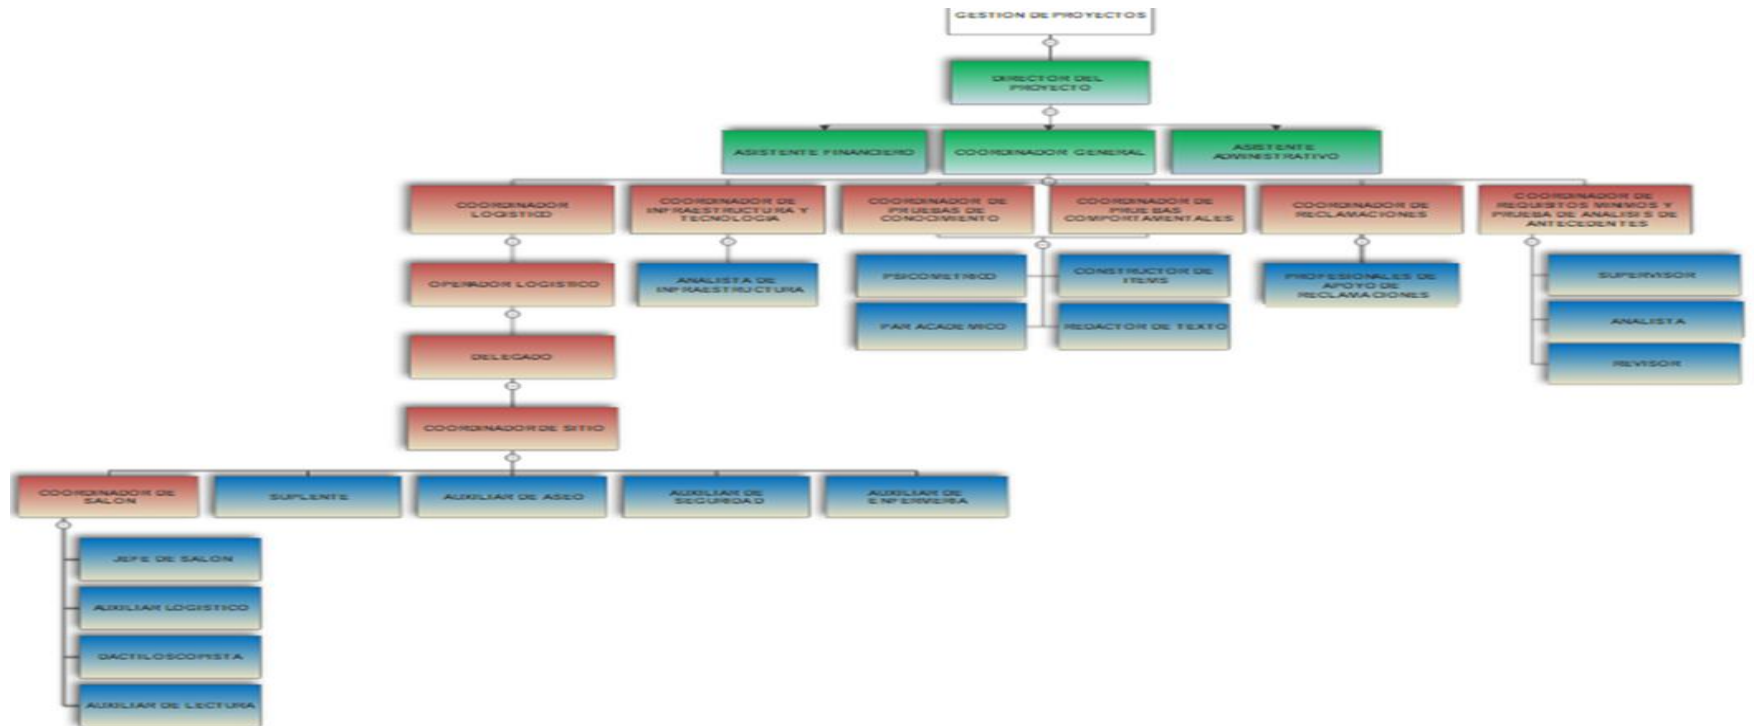 GESTION DE PROYECTOS
DIRECTOR DEL
PROYECTO
ASISTENTE FINANCIERO
COORDINADOR GENERAL
ASISTENTE
ADMINISTRATIVO
COORDINADOR
LOGISTICO
COORDINADOR DE
INFRAESTRUCTURA Y
TECNOLOGIA
COORDINADOR DE
PRUEBAS DE
CONOCIMIENTO
COORDINADOR DE
PRUEBAS
COMPORTAMENTALES
COORDINADOR DE
RECLAMACIONES
COORDINADOR DE
REQUISITOS MINIMOS Y
PRUEBA DE ANALISIS DE
ANTECEDENTES
OPERADOR LOGISTICO
ANALISTA DE
INFRAESTRUCTURA
PSICOMETRICO
CONSTRUCTOR DE
ITEMS
PROFESIONALES DE
APOYO DE
RECLAMACIONES
SUPERVISOR
PAR ACADEMICO
REDACTOR DE TEXTO
ANALISTA
DELEGADO
REVISOR
COORDINADOR DE SITIO
COORDINADOR DE
SALON
SUPLENTE
AUXILIAR DE ASEO
AUXILIAR DE
SEGURIDAD
AUXILIAR DE
ENFERMERIA
JEFE DE SALON
AUXILIAR LOGISTICO
DACTILOSCOPISTA
AUXILIAR DE LECTURA